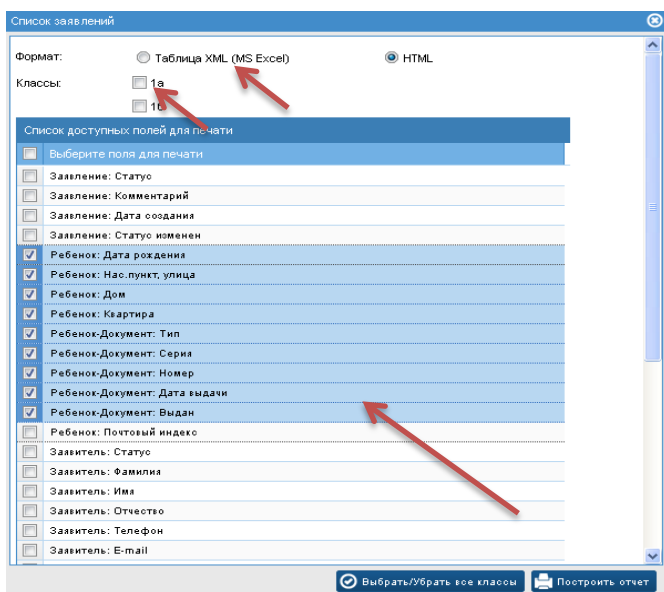 Список заявлений
Формат: Таблица XML (MS Excel) HTML
Классы: 1а
1б
Список доступных полей для печати
Выберите поля для печати
Заявление: Статус
Заявление: Комментарий
Заявление: Дата создания
Заявление: Статус изменен
Ребенок: Дата рождения
Ребенок: Нас.пункт, улица
Ребенок: Дом
Ребенок: Квартира
Ребенок-Документ: Тип
Ребенок-Документ: Серия
Ребенок-Документ: Номер
Ребенок-Документ: Дата выдачи
Ребенок-Документ: Выдан
Ребенок: Почтовый индекс
Заявитель: Статус
Заявитель: Фамилия
Заявитель: Имя
Заявитель: Отчество
Заявитель: Телефон
Заявитель: E-mail
Выбрать/Убрать все классы Построить отчет